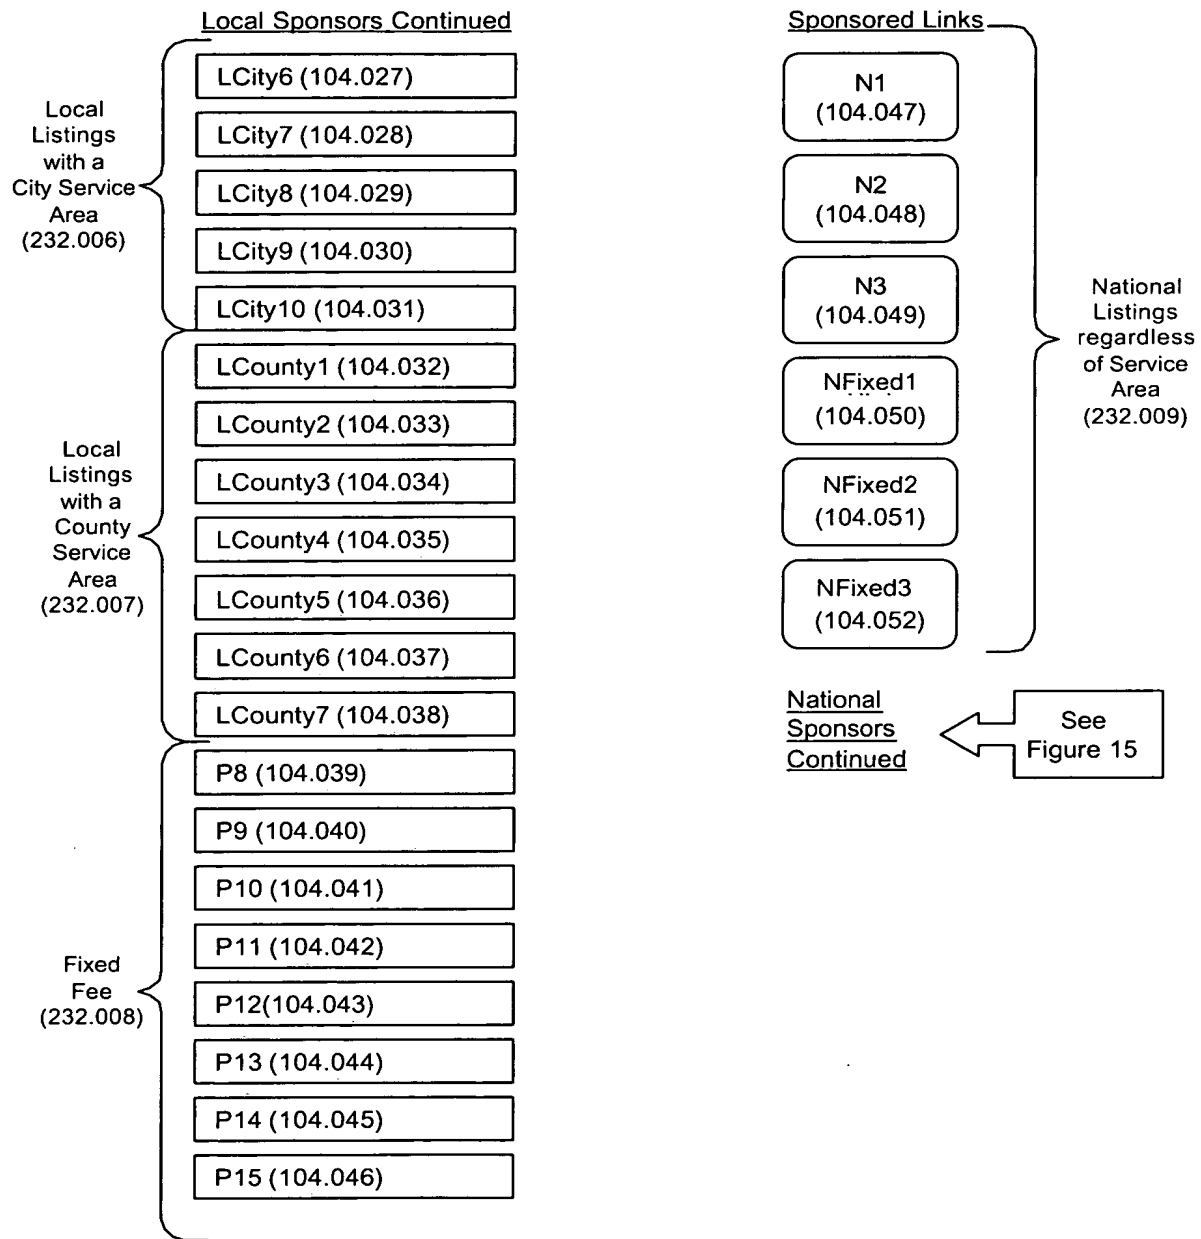 Local Sponsors Continued
Local
Listings
with a
City Service
Area
(232.006)
LCity6 (104.027)
LCity7 (104.028)
LCity8 (104.029)
LCity9 (104.030)
LCity10 (104.031)
Local
Listings
with a
County
Service
Area
(232.007)
LCounty1 (104.032)
LCounty2 (104.033)
LCounty3 (104.034)
LCounty4 (104.035)
LCounty5 (104.036)
LCounty6 (104.037)
LCounty7 (104.038)
Fixed
Fee
(232.008)
P8 (104.039)
P9 (104.040)
P10 (104.041)
P11 (104.042)
P12(104.043)
P13 (104.044)
P14 (104.045)
P15 (104.046)
Sponsored Links
N1
(104.047)
N2
(104.048)
N3
(104.049)
NFixed1
(104.050)
NFixed2
(104.051)
NFixed3
(104.052)
National
Listings
regardless
of Service
Area
(232.009)
National
Sponsors
Continued
See
Figure 15